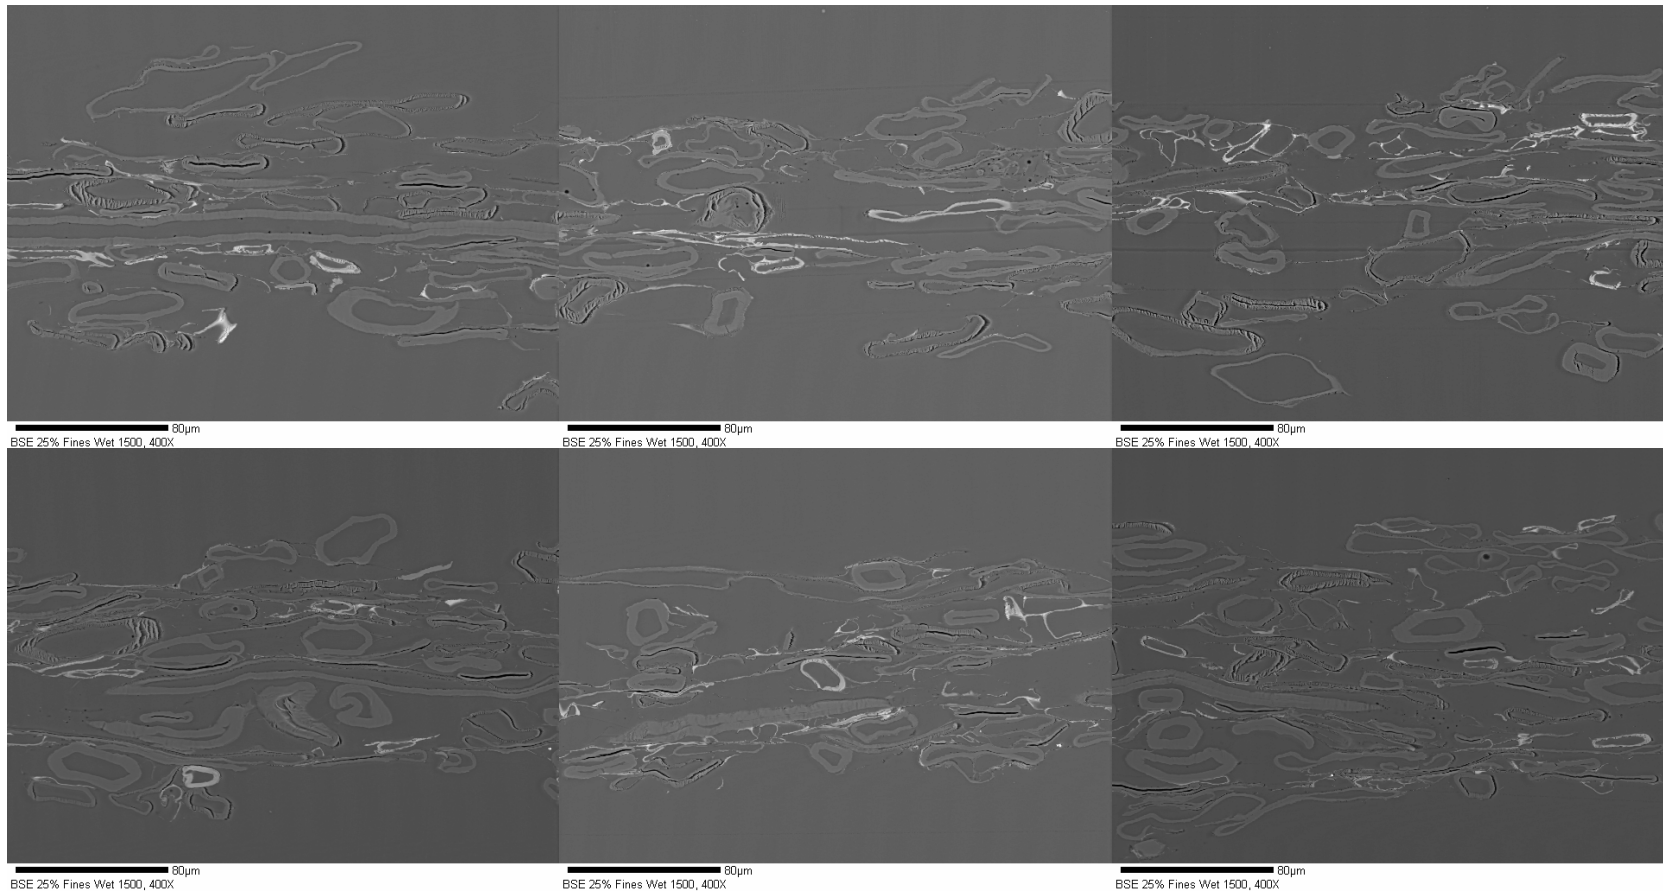 80µm 80µm 80µm
BSE 25% Fines Wet 1500, 400X BSE 25% Fines Wet 1500, 400X BSE 25% Fines Wet 1500, 400X
80µm 80µm 80µm
BSE 25% Fines Wet 1500, 400X BSE 25% Fines Wet 1500, 400X BSE 25% Fines Wet 1500, 400X